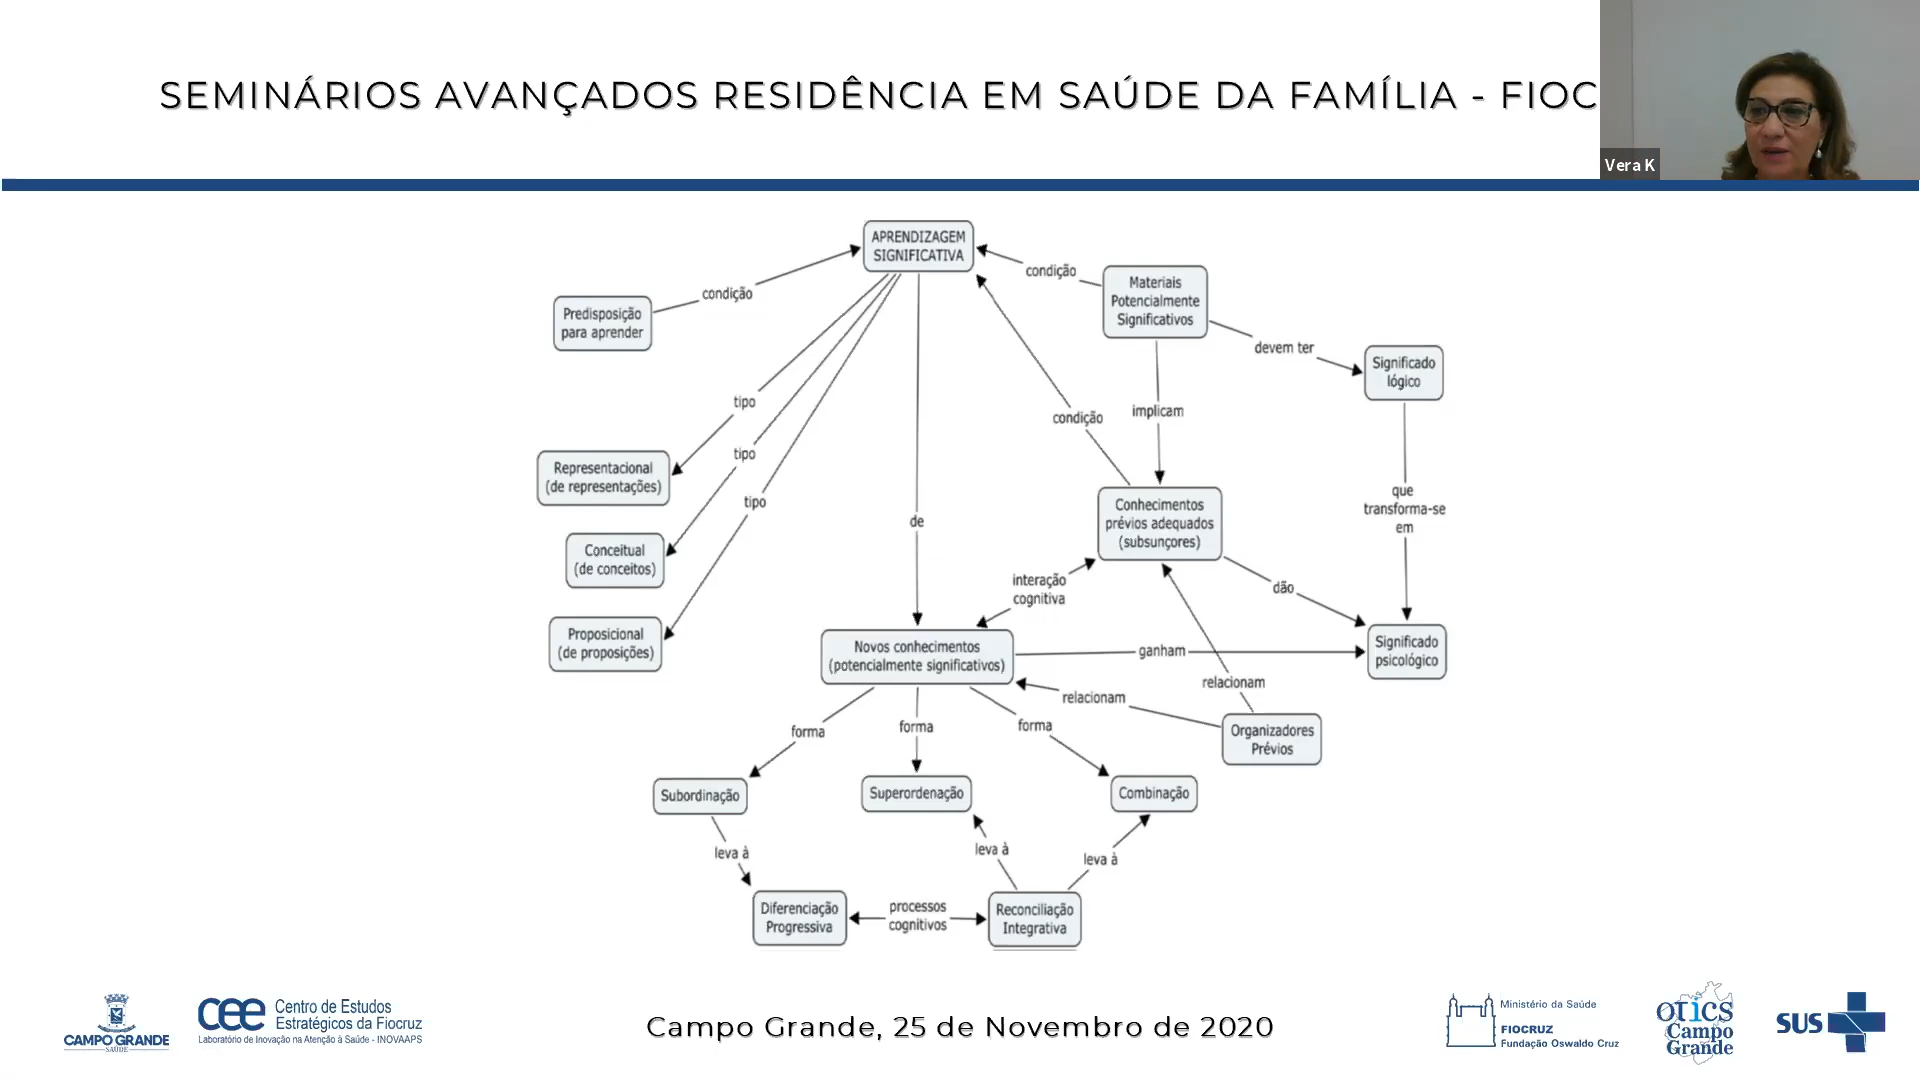 SEMINÁRIOS AVANÇADOS RESIDÊNCIA EM SAÚDE DA FAMÍLIA - FIOC
Vera K
APRENDIZAGEM
SIGNIFICATIVA
condição
condição
Materiais
Potencialmente
Significativos
Predisposição
para aprender
devem ter
Significado
lógico
tipo
condição
implicam
tipo
Representacional
(de representações)
tipo
que
transforma-se
em
Conhecimentos
prévios adequados
(subsunçores)
de
Conceitual
(de conceitos)
interação
cognitiva
dão
Proposicional
(de proposições)
Novos conhecimentos
(potencialmente significativos)
ganham
Significado
psicológico
relacionam
relacionam
forma
forma
forma
Organizadores
Prévios
Subordinação
Superordenação
Combinação
leva à
leva à
leva à
Diferenciação
Progressiva
processos
cognitivos
Reconciliação
Integrativa
CAMPO GRANDE
SAÚDE
cee
Centro de Estudos
Estratégicos da Fiocruz
Laboratório de Inovação na Atenção à Saúde - INOVAAPS
Campo Grande, 25 de Novembro de 2020
Ministério da Saúde
FIOCRUZ
Fundação Oswaldo Cruz
OTICS
Campo
Grande
SUS